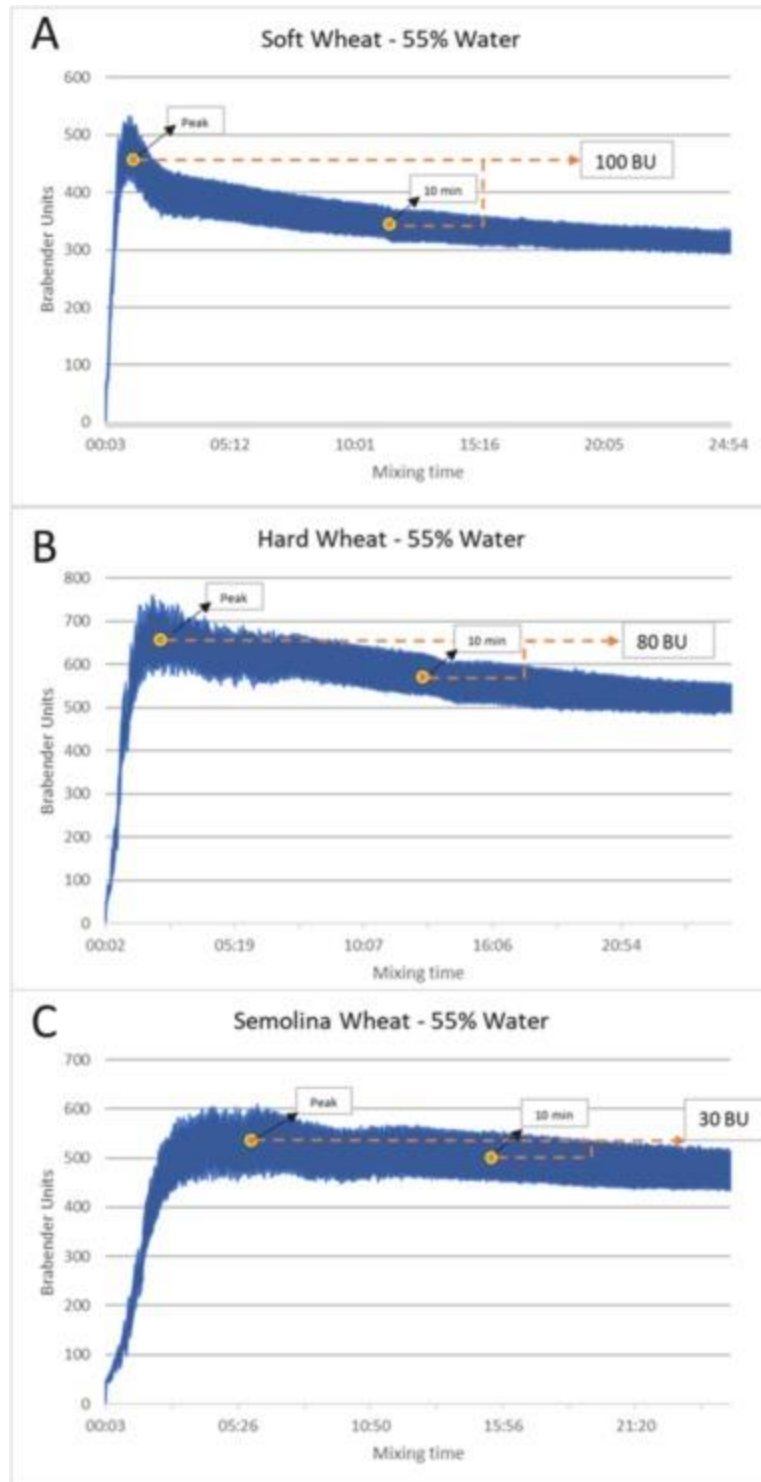 A
Soft Wheat - 55% Water
600
500
400
300
200
100
0
Brabender Units
Peak
100 BU
10 min
00:03 05:12 10:01 15:16 20:05 24:54
Mixing time
B
Hard Wheat - 55% Water
800
700
600
500
400
300
200
100
0
Brabender Units
Peak
10 min
80 BU
00:02 05:19 10:07 16:06 20:54
Mixing time
C
Semolina Wheat - 55% Water
700
600
500
400
300
200
100
0
Brabender Units
Peak
10 min
30 BU
00:03 05:26 10:50 15:56 21:20
Mixing time